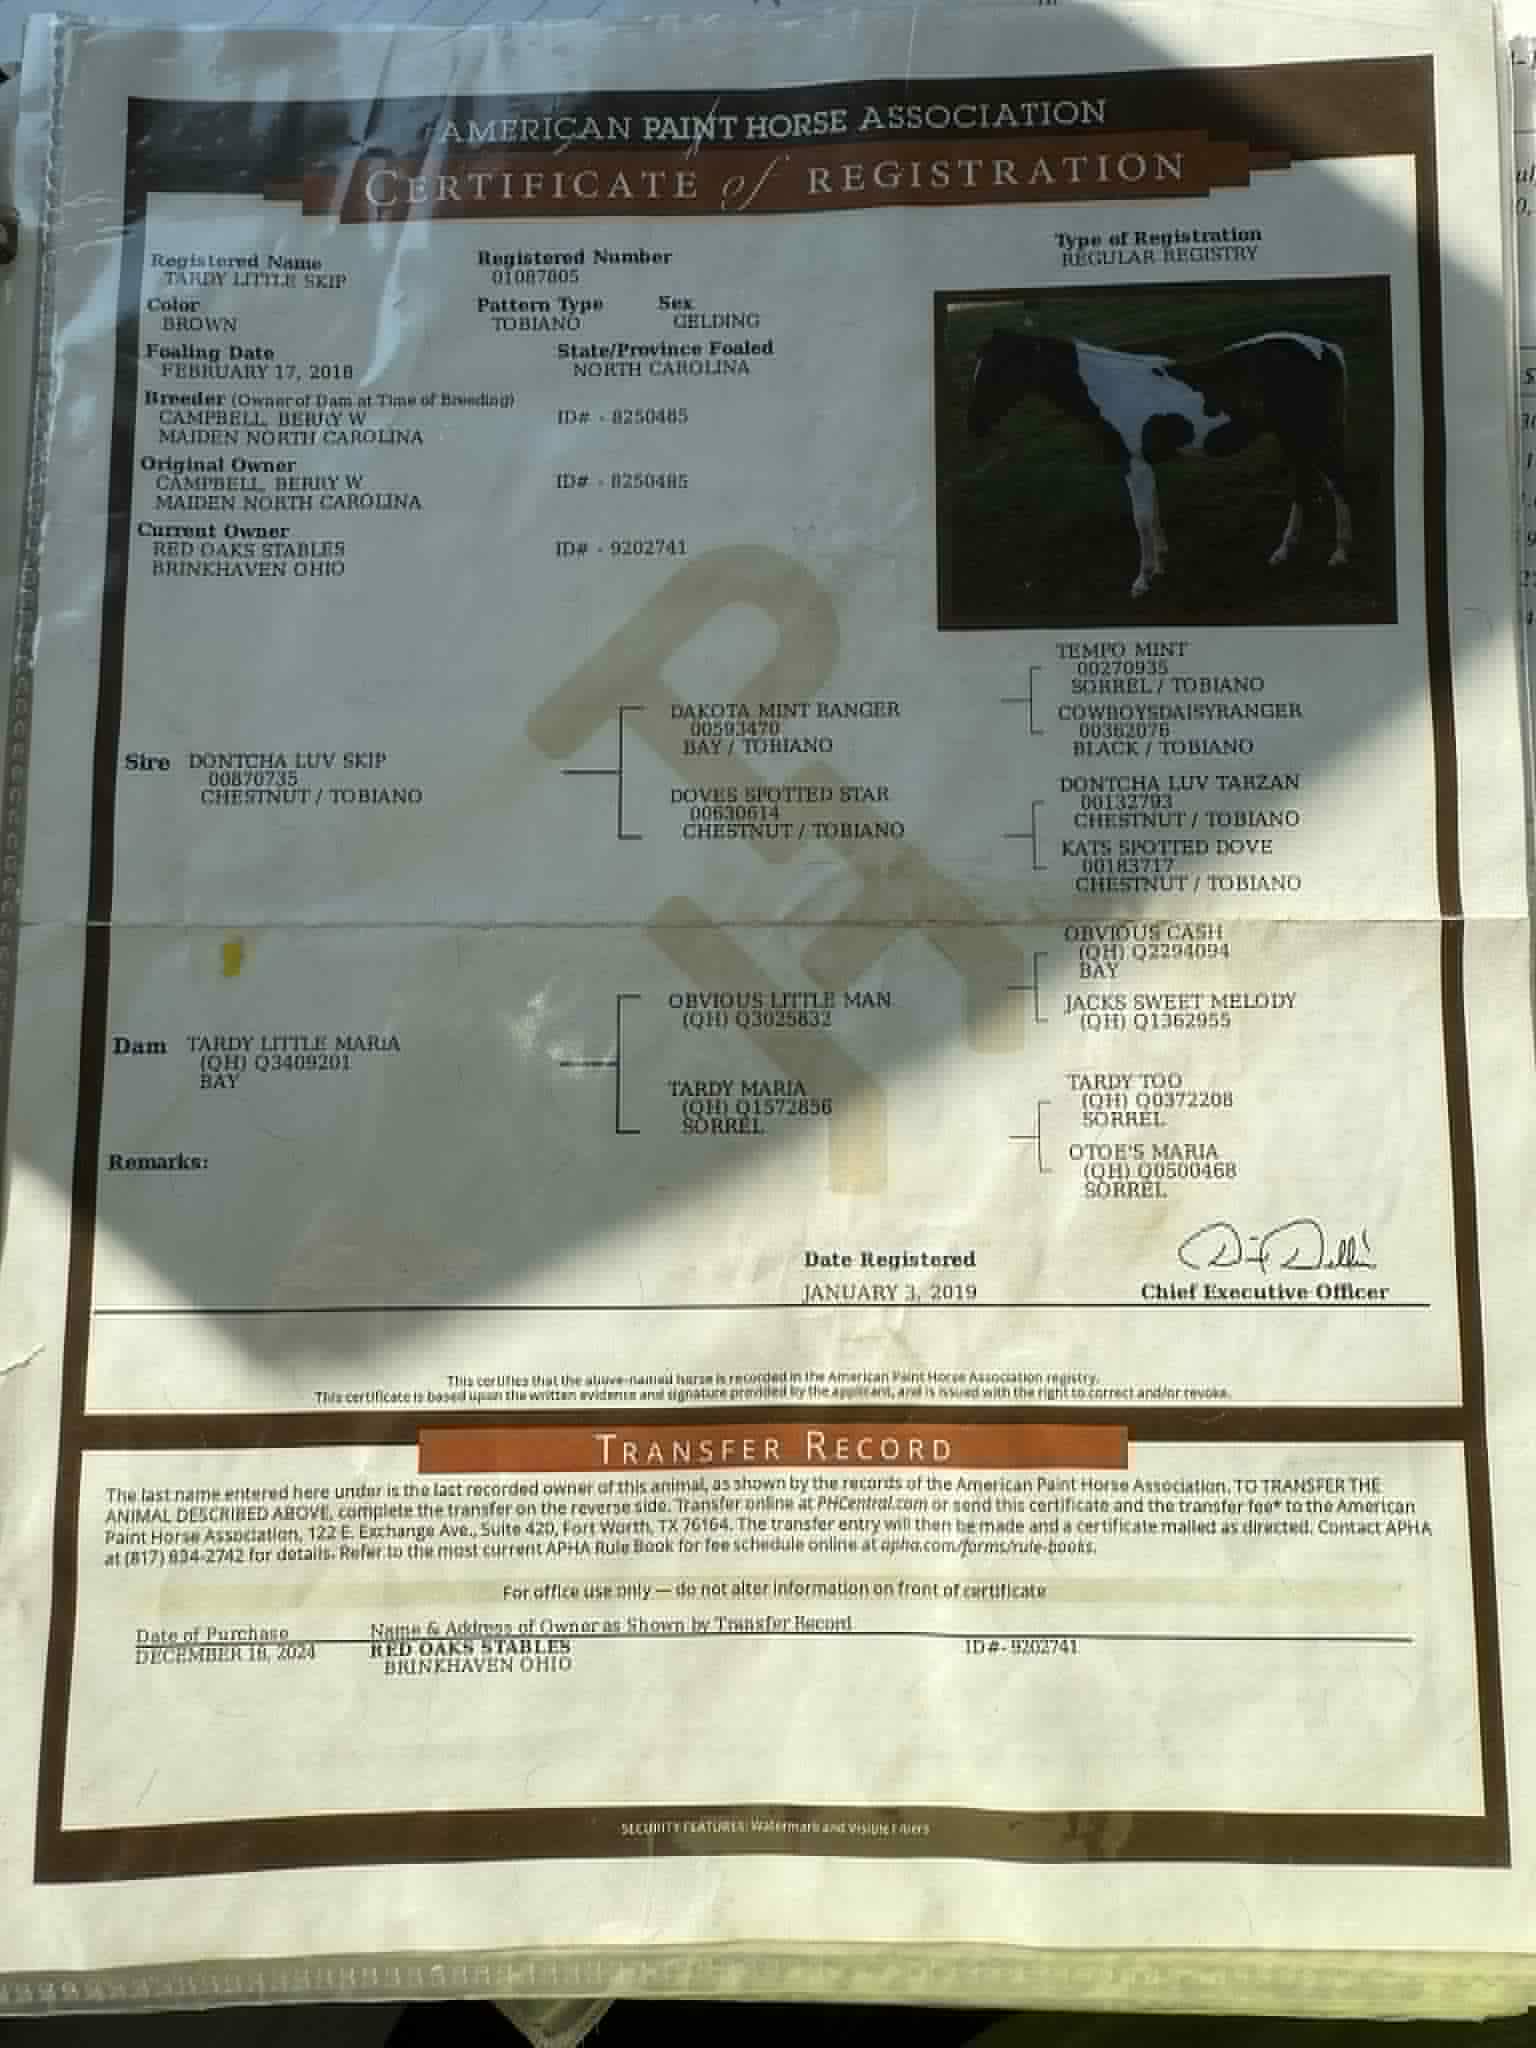 AMERICAN PAINT HORSE ASSOCIATION
CERTIFICATE of REGISTRATION
Registered Name
TARDY LITTLE SKIP
Registered Number
01087805
Type of Registration
REGULAR REGISTRY
Color
BROWN
Pattern Type
TOBIANO
Sex
GELDING
Foaling Date
FEBRUARY 17, 2018
State/Province Foaled
NORTH CAROLINA
Breeder (Owner of Dam at Time of Breeding)
CAMPBELL, BERRY W ID# - 8250485
MAIDEN NORTH CAROLINA
Original Owner
CAMPBELL, BERRY W ID# - 8250485
MAIDEN NORTH CAROLINA
Current Owner
RED OAKS STABLES ID# - 9202741
BRINKHAVEN OHIO
Sire DONTCHA LUV SKIP
00870735
CHESTNUT / TOBIANO
DAKOTA MINT RANGER
00593470
BAY / TOBIANO
DOVES SPOTTED STAR
00630614
CHESTNUT / TOBIANO
TEMPO MINT
00270935
SORREL / TOBIANO
COWBOYSDAISYRANGER
00362076
BLACK / TOBIANO
DONTCHA LUV TARZAN
00132793
CHESTNUT / TOBIANO
KATS SPOTTED DOVE
00183717
CHESTNUT / TOBIANO
Dam TARDY LITTLE MARIA
(QH) Q3409201
BAY
OBVIOUS LITTLE MAN
(QH) Q3025832
TARDY MARIA
(QH) Q1572856
SORREL
OBVIOUS CASH
(QH) Q2294094
BAY
JACKS SWEET MELODY
(QH) Q1362955
TARDY TOO
(QH) Q0372208
SORREL
OTOE'S MARIA
(QH) Q0500468
SORREL
Remarks:
Date Registered
JANUARY 3, 2019
Chief Executive Officer
This certifies that the above-named horse is recorded in the American Paint Horse Association registry.
This certificate is based upon the written evidence and signature provided by the applicant, and is issued with the right to correct and/or revoke.
TRANSFER RECORD
The last name entered here under is the last recorded owner of this animal, as shown by the records of the American Paint Horse Association. TO TRANSFER THE
ANIMAL DESCRIBED ABOVE, complete the transfer on the reverse side. Transfer online at PHCentral.com or send this certificate and the transfer fee* to the American
Paint Horse Association, 122 E. Exchange Ave., Suite 420, Fort Worth, TX 76164. The transfer entry will then be made and a certificate mailed as directed. Contact APHA
at (817) 834-2742 for details. Refer to the most current APHA Rule Book for fee schedule online at apha.com/forms/rule-books.
For office use only — do not alter information on front of certificate
Date of Purchase Name & Address of Owner as Shown by Transfer Record
DECEMBER 16, 2024 RED OAKS STABLES ID#- 9202741
BRINKHAVEN OHIO
SECURITY FEATURES: Watermark and Visible Fibers